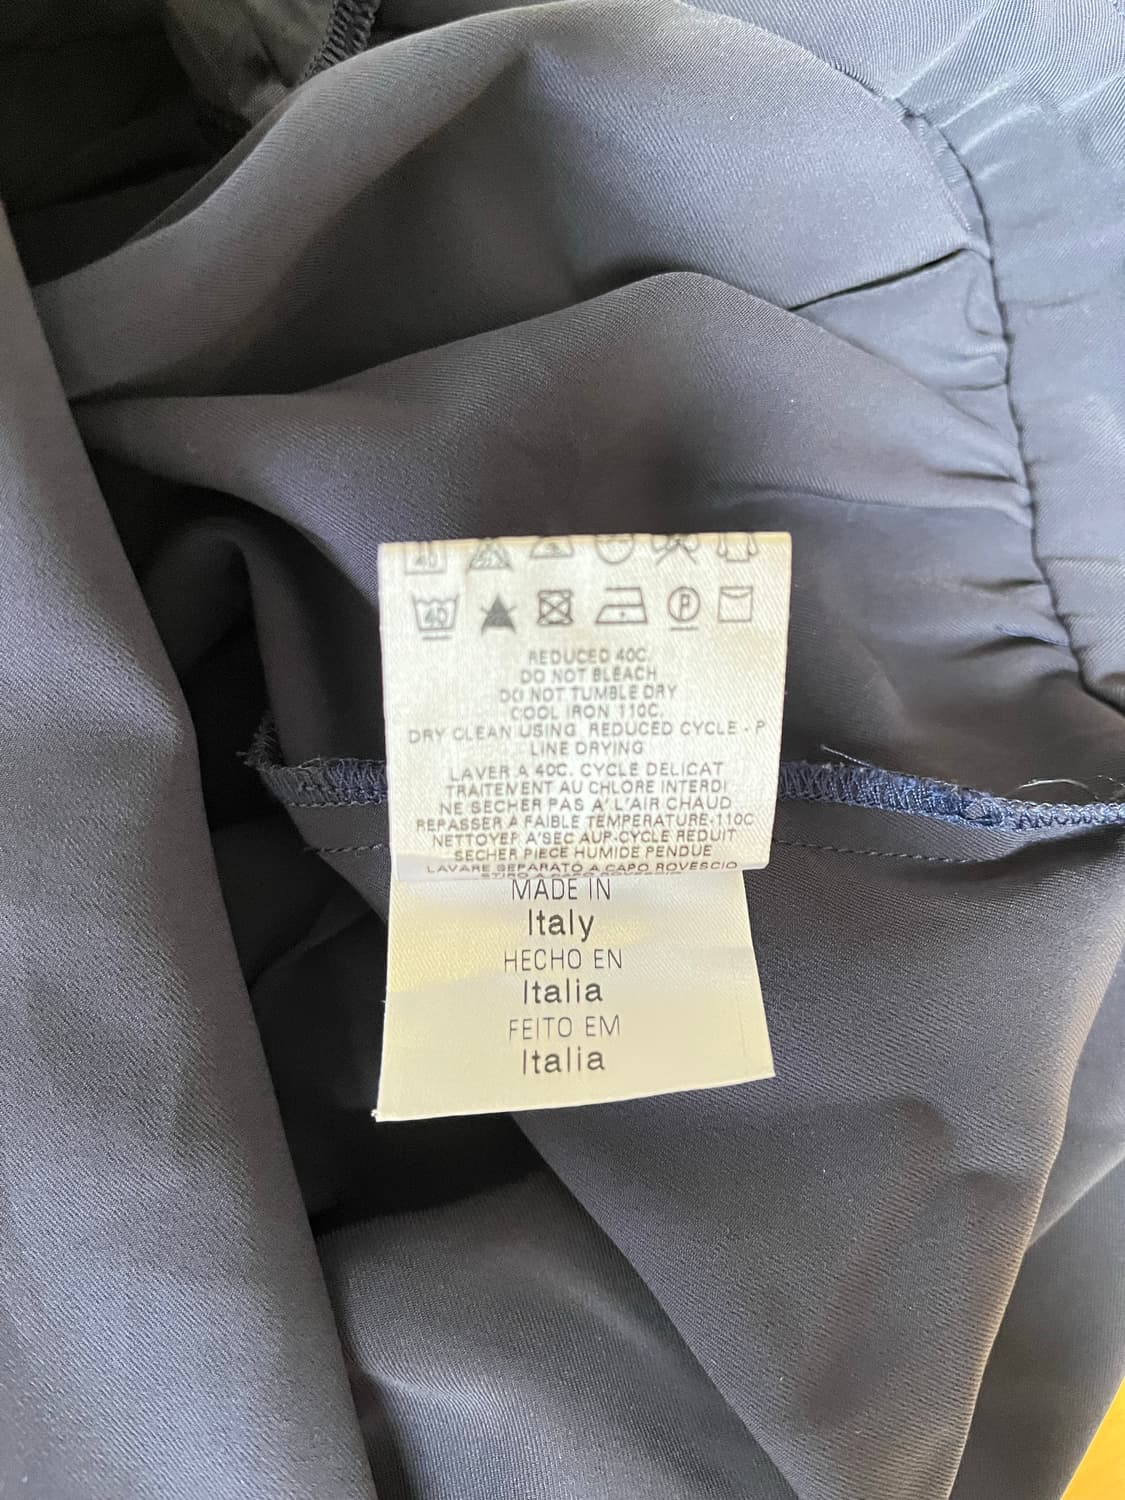 40
40 P
REDUCED 40C.
DO NOT BLEACH
DO NOT TUMBLE DRY
COOL IRON 110C.
DRY CLEAN USING REDUCED CYCLE - P
LINE DRYING
LAVER A 40C. CYCLE DELICAT
TRAITEMENT AU CHLORE INTERDI
NE SECHER PAS A' L'AIR CHAUD
REPASSER A FAIBLE TEMPERATURE-110C
NETTOYER A'SEC AUP-CYCLE REDUIT
SECHER PIECE HUMIDE PENDUE
LAVARE SEPARATO A CAPO ROVESCIO
MADE IN
Italy
HECHO EN
Italia
FEITO EM
Italia